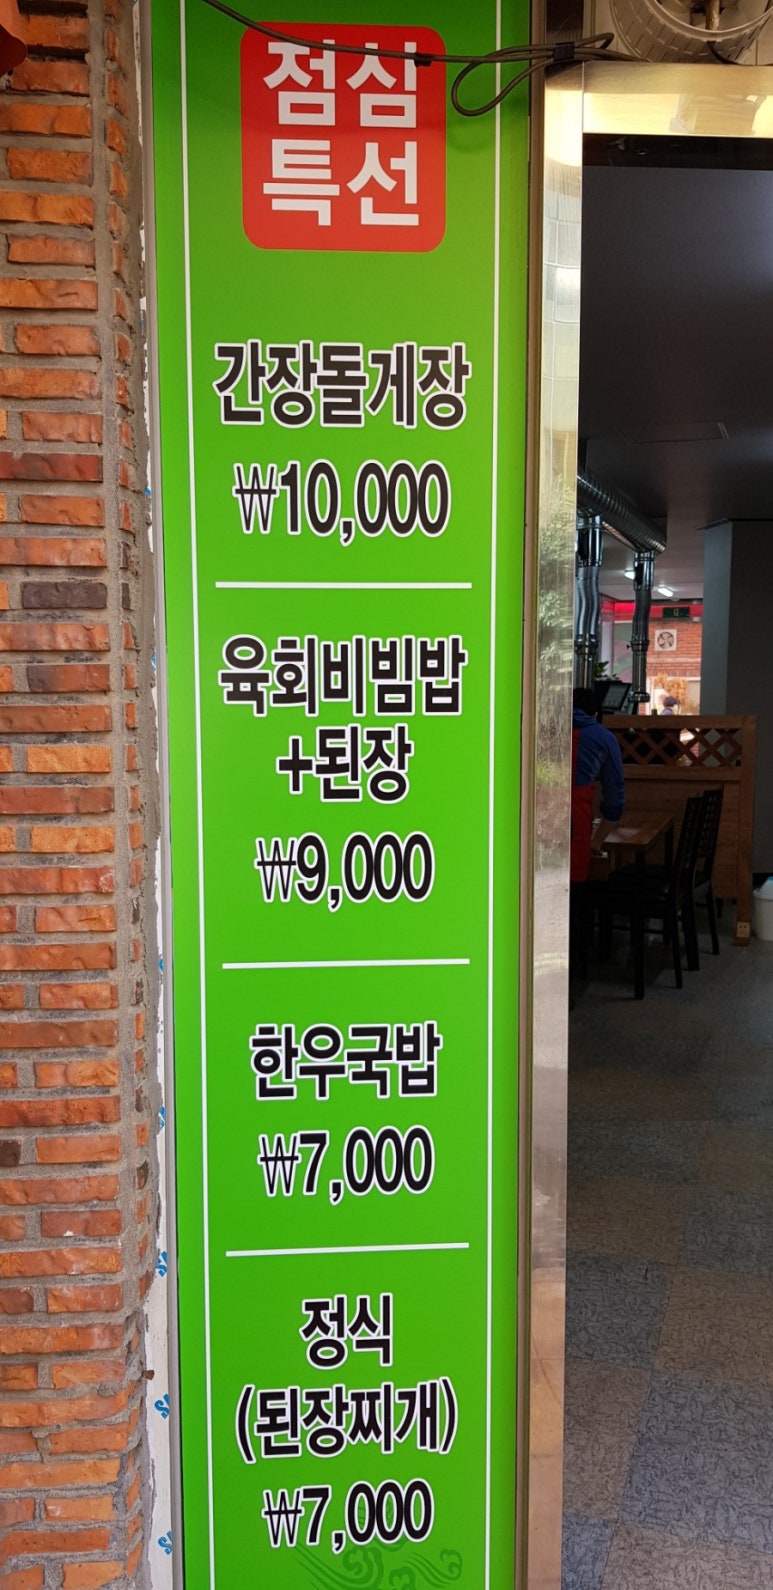 점심
특선
간장돌게장
₩10,000
육회비빔밥
+된장
₩9,000
한우국밥
₩7,000
정식
(된장찌개)
₩7,000